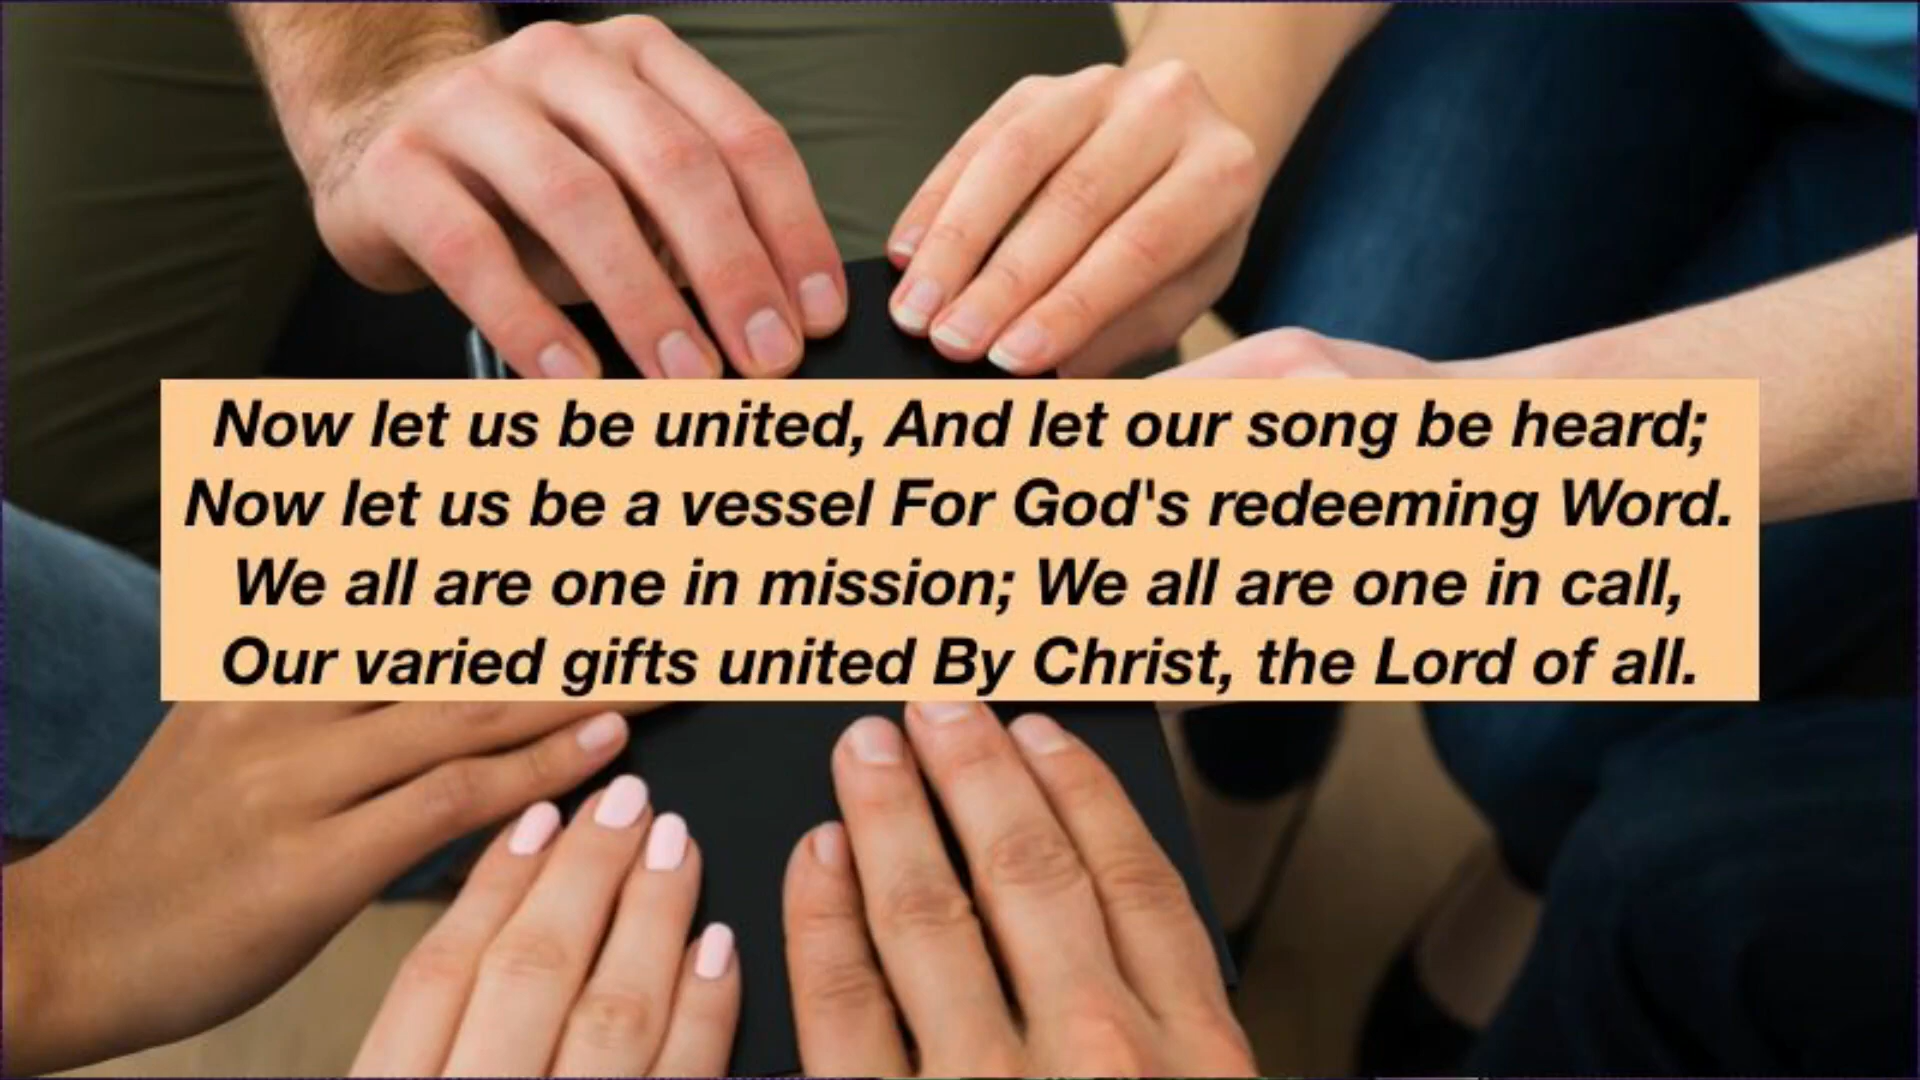 Now let us be united, And let our song be heard;
Now let us be a vessel For God's redeeming Word.
We all are one in mission; We all are one in call,
Our varied gifts united By Christ, the Lord of all.